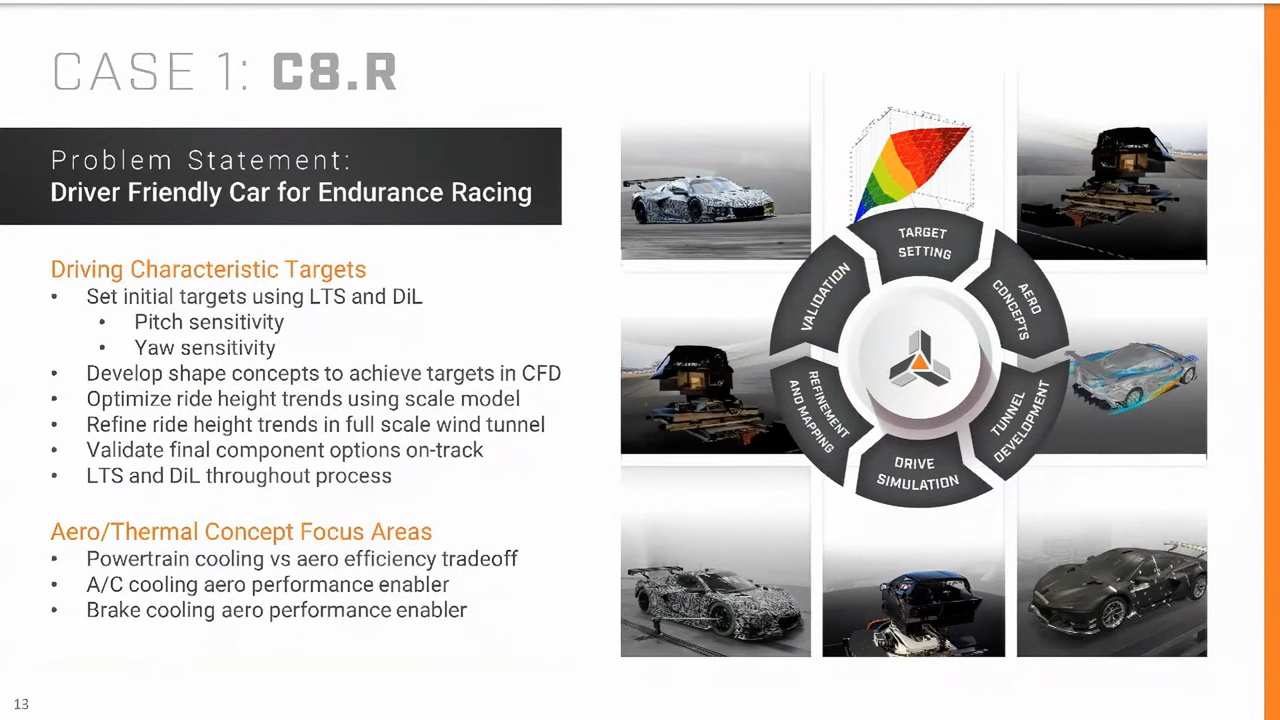 CASE 1: C8.R
Problem Statement:
Driver Friendly Car for Endurance Racing
Driving Characteristic Targets
• Set initial targets using LTS and DiL
• Pitch sensitivity
• Yaw sensitivity
• Develop shape concepts to achieve targets in CFD
• Optimize ride height trends using scale model
• Refine ride height trends in full scale wind tunnel
• Validate final component options on-track
• LTS and DiL throughout process
Aero/Thermal Concept Focus Areas
• Powertrain cooling vs aero efficiency tradeoff
• A/C cooling aero performance enabler
• Brake cooling aero performance enabler
TARGET
SETTING
AERO
CONCEPTS
TUNNEL
DEVELOPMENT
DRIVE
SIMULATION
REFINEMENT
AND MAPPING
VALIDATION
13